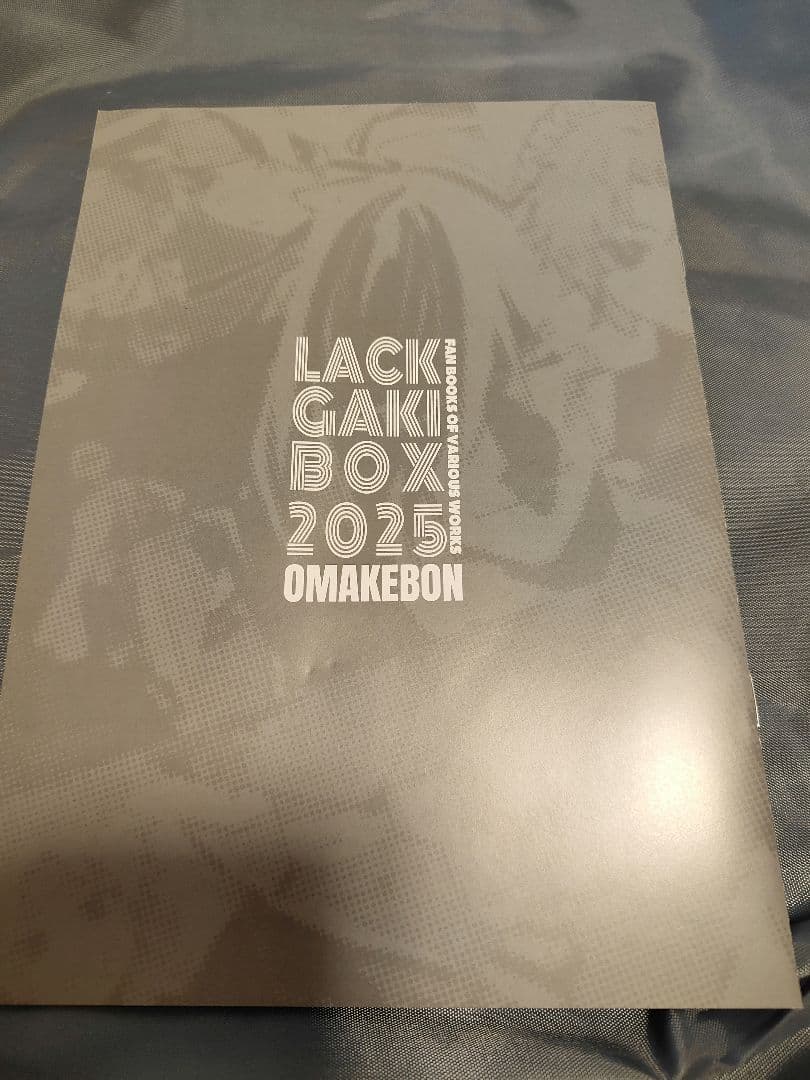 LACK
GAKI
BOX
2025
FAN BOOKS OF VARIOUS WORKS
OMAKEBON